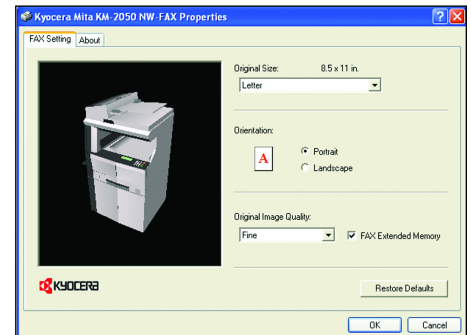 Kyocera Mita KM-2050 NW-FAX Properties
FAX Setting About
Original Size: 8.5 x 11 in.
Letter
Orientation:
A
Portrait
Landscape
Original Image Quality:
Fine FAX Extended Memory
KYOCERA
Restore Defaults
OK Cancel